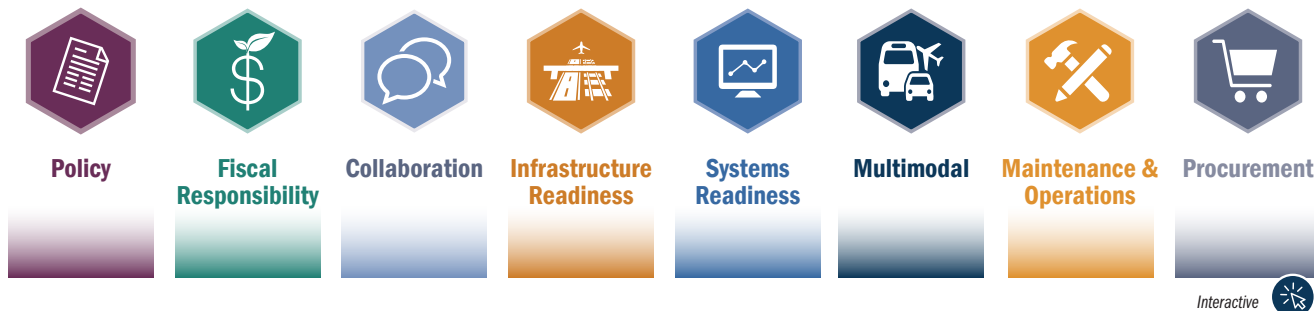 Policy
Fiscal
Responsibility
Collaboration
Infrastructure
Readiness
Systems
Readiness
Multimodal
Maintenance &
Operations
Procurement
Interactive